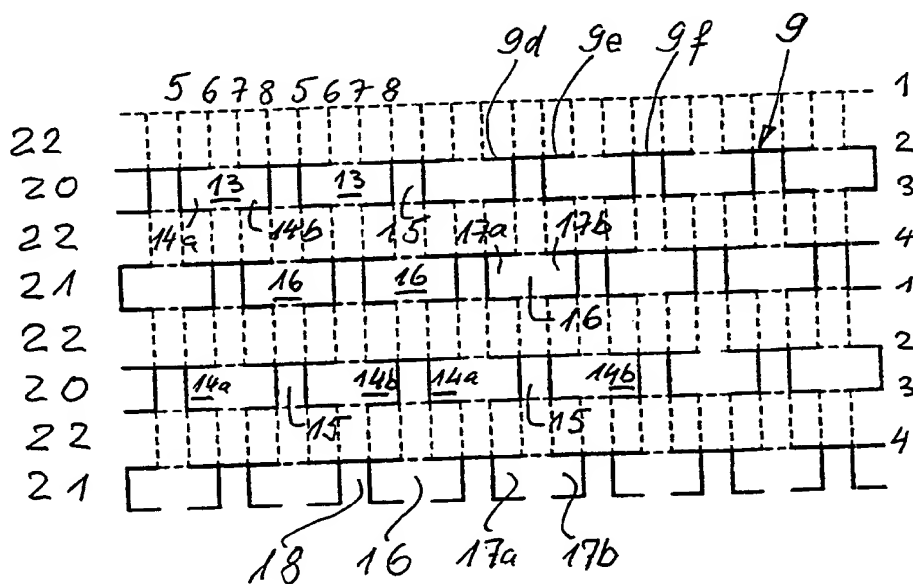 9d 9e 9f 9
5 6 7 8 5 6 7 8 1
22 2
20 13 13 3
22 14a 14b 15 17a 17b 4
21 16 16 1
22 16
20 14a 14b 14a 14b 2
22 15 15 3
21 4
18 16 17a 17b